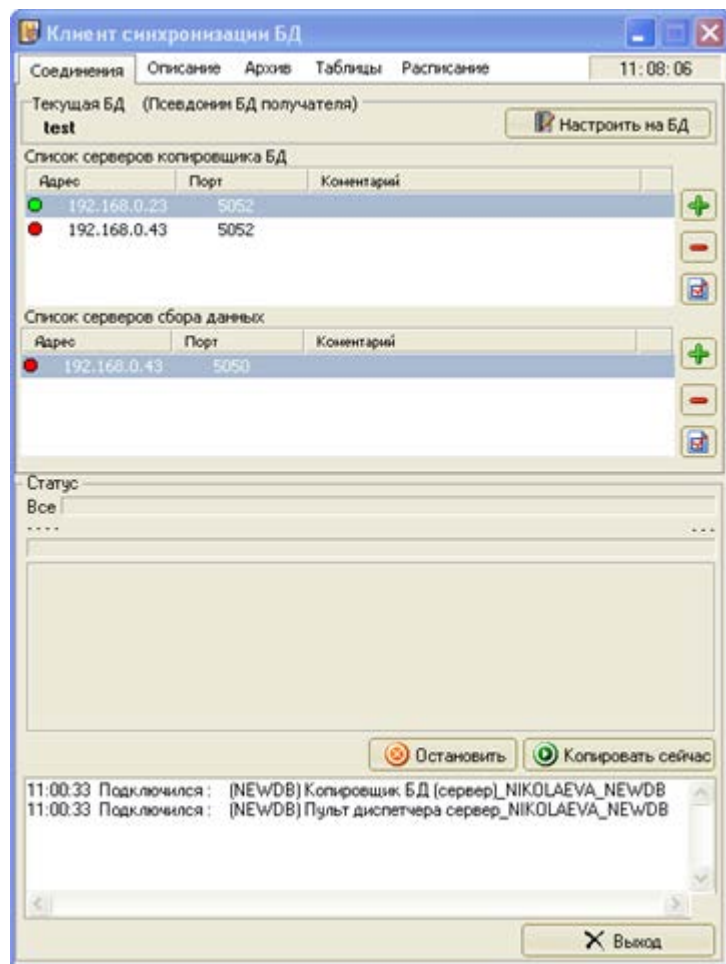 Клиент синхронизации БД
Соединения Описание Архив Таблицы Расписание 11:08:06
Текущая БД (Псевдоним БД получателя)
test
Настроить на БД
Список серверов копировщика БД
Адрес Порт Коментарий
192.168.0.23 5052
192.168.0.43 5052
Список серверов сбора данных
Адрес Порт Коментарий
192.168.0.43 5050
Статус
Все
- - - - - - -
Остановить Копировать сейчас
11:00:33 Подключился : (NEWDB) Копировщик БД (сервер)_NIKOLAEVA_NEWDB
11:00:33 Подключился : (NEWDB) Пульт диспетчера сервер_NIKOLAEVA_NEWDB
Выход